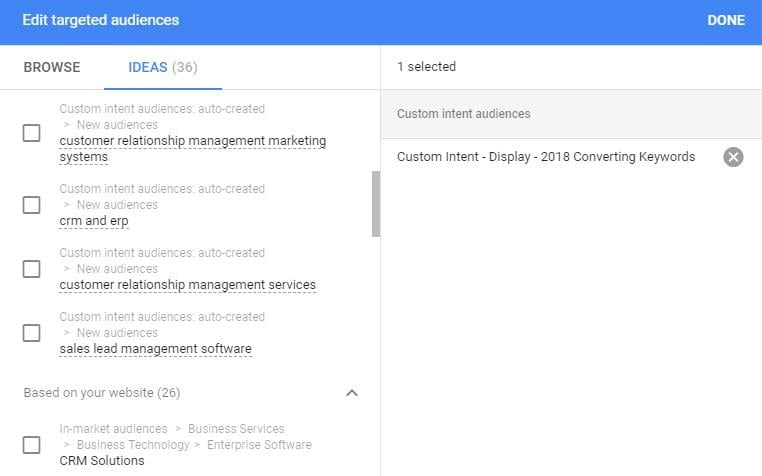 Edit targeted audiences
DONE
BROWSE
IDEAS (36)
1 selected
Custom intent audiences: auto-created
> New audiences
customer relationship management marketing
systems
Custom intent audiences: auto-created
> New audiences
crm and erp
Custom intent audiences: auto-created
> New audiences
customer relationship management services
Custom intent audiences: auto-created
> New audiences
sales lead management software
Based on your website (26)
In-market audiences > Business Services
> Business Technology > Enterprise Software
CRM Solutions
Custom intent audiences
Custom Intent - Display - 2018 Converting Keywords